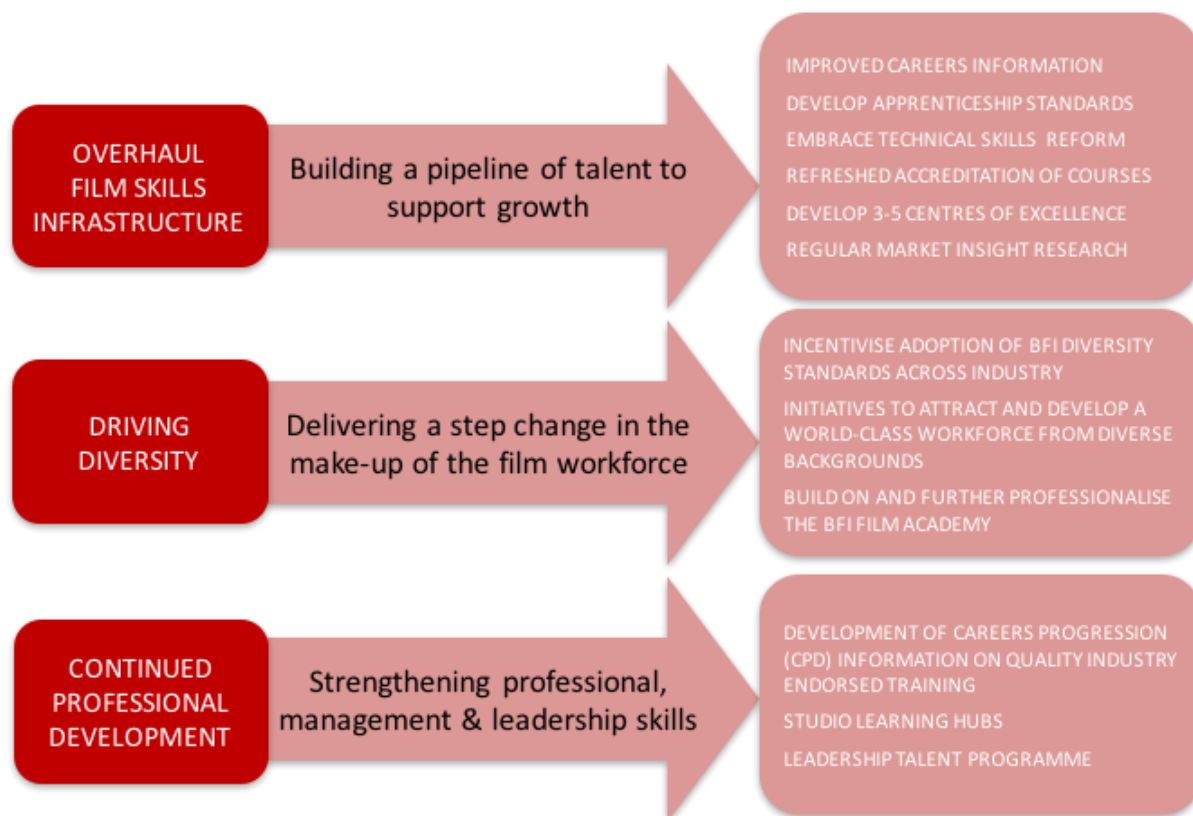 OVERHAUL
FILM SKILLS
INFRASTRUCTURE
Building a pipeline of talent to
support growth
IMPROVED CAREERS INFORMATION
DEVELOP APPRENTICESHIP STANDARDS
EMBRACE TECHNICAL SKILLS REFORM
REFRESHED ACCREDITATION OF COURSES
DEVELOP 3-5 CENTRES OF EXCELLENCE
REGULAR MARKET INSIGHT RESEARCH
DRIVING
DIVERSITY
Delivering a step change in the
make-up of the film workforce
INCENTIVISE ADOPTION OF BFI DIVERSITY
STANDARDS ACROSS INDUSTRY
INITIATIVES TO ATTRACT AND DEVELOP A
WORLD-CLASS WORKFORCE FROM DIVERSE
BACKGROUNDS
BUILD ON AND FURTHER PROFESSIONALISE
THE BFI FILM ACADEMY
CONTINUED
PROFESSIONAL
DEVELOPMENT
Strengthening professional,
management & leadership skills
DEVELOPMENT OF CAREERS PROGRESSION
(CPD) INFORMATION ON QUALITY INDUSTRY
ENDORSED TRAINING
STUDIO LEARNING HUBS
LEADERSHIP TALENT PROGRAMME